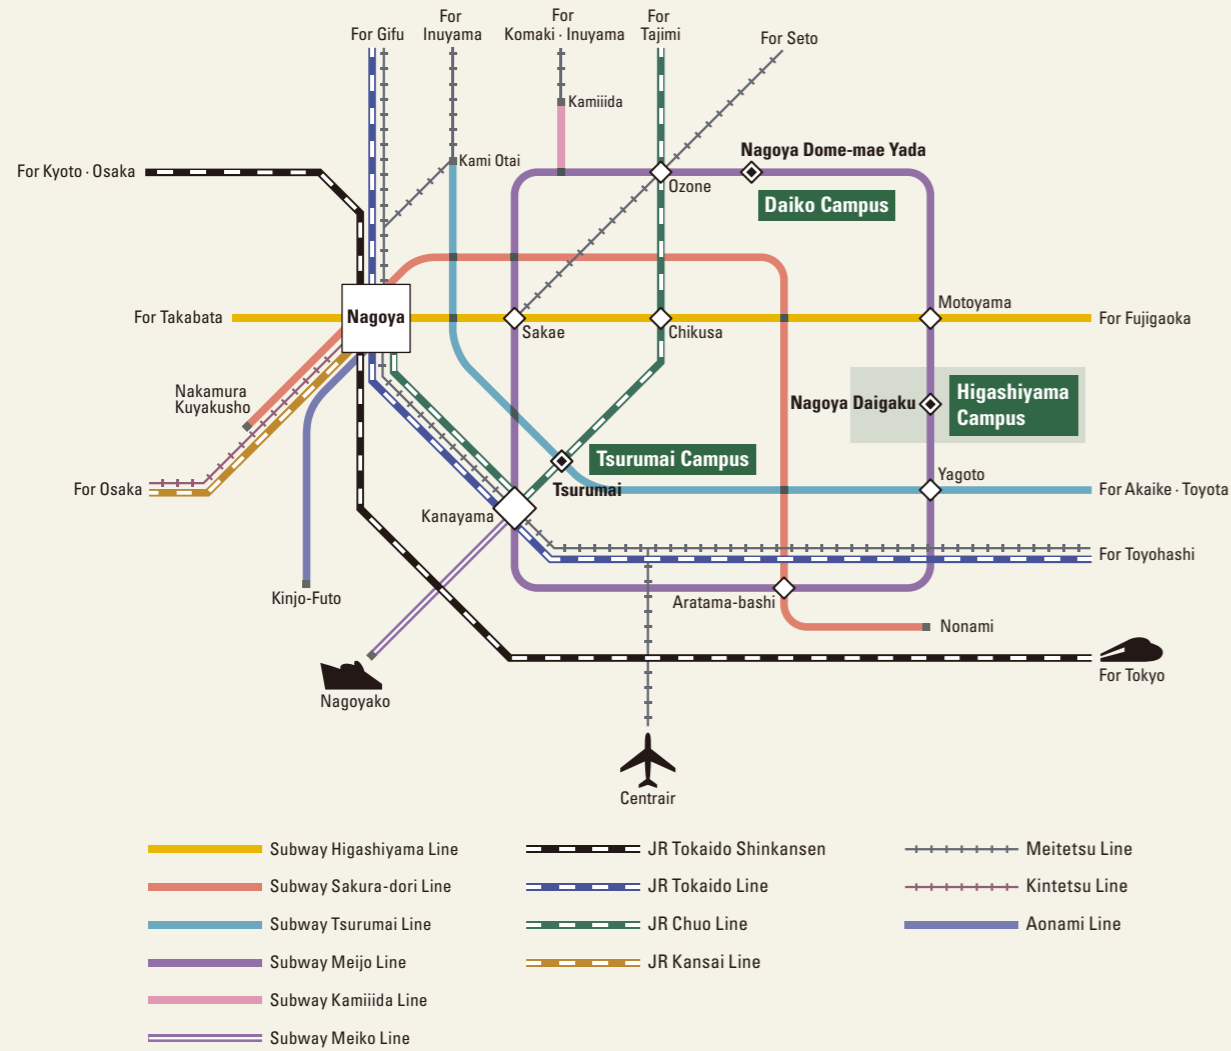 For Gifu
For
Inuyama
For
Komaki · Inuyama
For
Tajimi
For Seto
Kamiiida
Kami Otai
For Kyoto · Osaka
Nagoya Dome-mae Yada
Ozone
Daiko Campus
For Takabata
Nagoya
Sakae
Chikusa
Motoyama
For Fujigaoka
Nakamura
Kuyakusho
Nagoya Daigaku
Higashiyama
Campus
Tsurumai Campus
Tsurumai
Yagoto
For Osaka
For Akaike · Toyota
Kanayama
For Toyohashi
Kinjo-Futo
Aratama-bashi
Nonami
For Tokyo
Nagoyako
Centrair
Subway Higashiyama Line
Subway Sakura-dori Line
Subway Tsurumai Line
Subway Meijo Line
Subway Kamiiida Line
Subway Meiko Line
JR Tokaido Shinkansen
JR Tokaido Line
JR Chuo Line
JR Kansai Line
Meitetsu Line
Kintetsu Line
Aonami Line